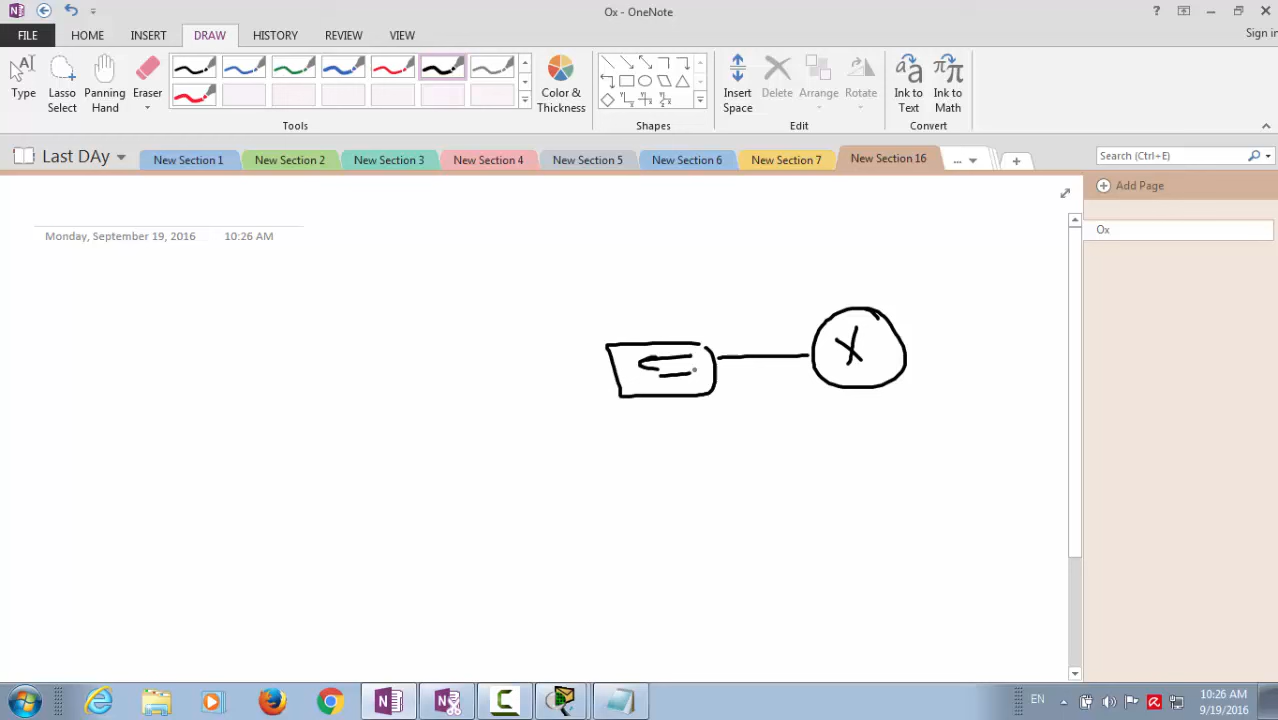 Ox - OneNote
?
Sign in
FILE HOME INSERT DRAW HISTORY REVIEW VIEW
Type
Lasso Select
Panning Hand
Eraser
Color & Thickness
Insert Space
Delete
Arrange
Rotate
Ink to Text
Ink to Math
Tools Shapes Edit Convert
Last DAy New Section 1 New Section 2 New Section 3 New Section 4 New Section 5 New Section 6 New Section 7 New Section 16 ... + Search (Ctrl+E)
Add Page
Ox
Monday, September 19, 2016 10:26 AM
X
EN
10:26 AM
9/19/2016